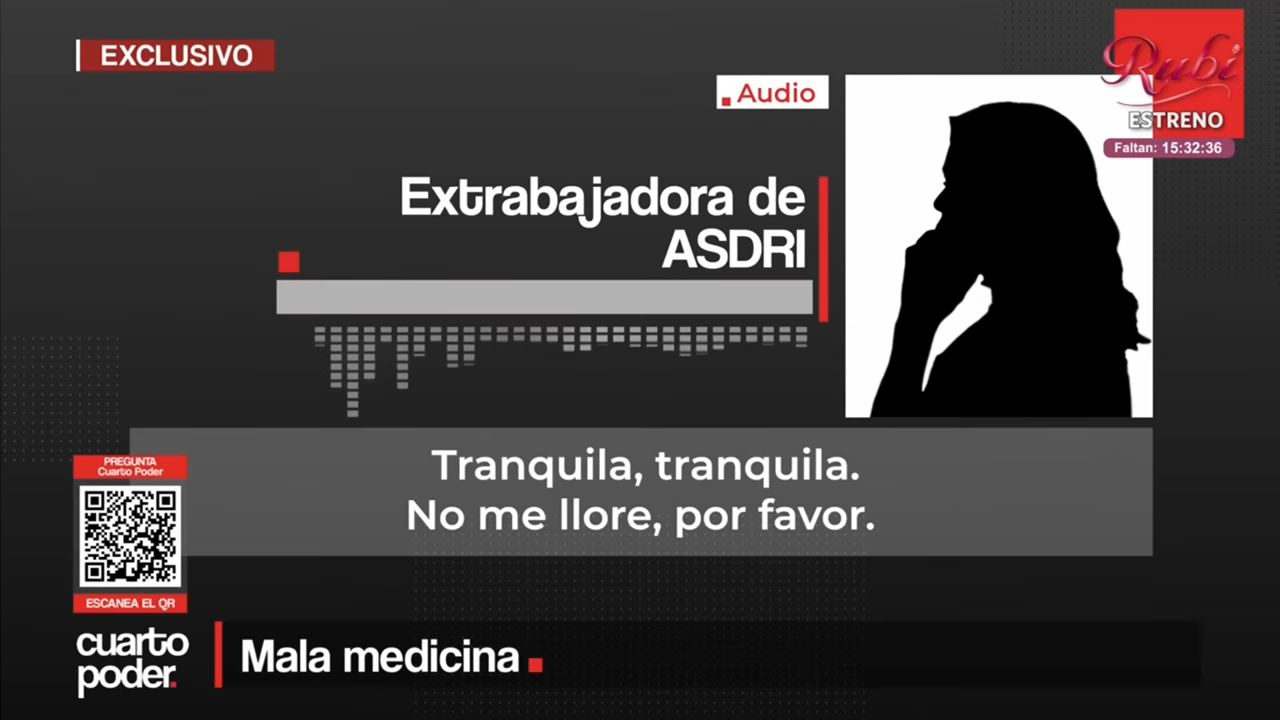 EXCLUSIVO
Rubí
ESTRENO
Faltan: 15:32:36
Audio
Extrabajadora de
ASDRI
Tranquila, tranquila.
No me llore, por favor.
PREGUNTA
Cuarto Poder
ESCANEA EL QR
cuarto
poder.
Mala medicina